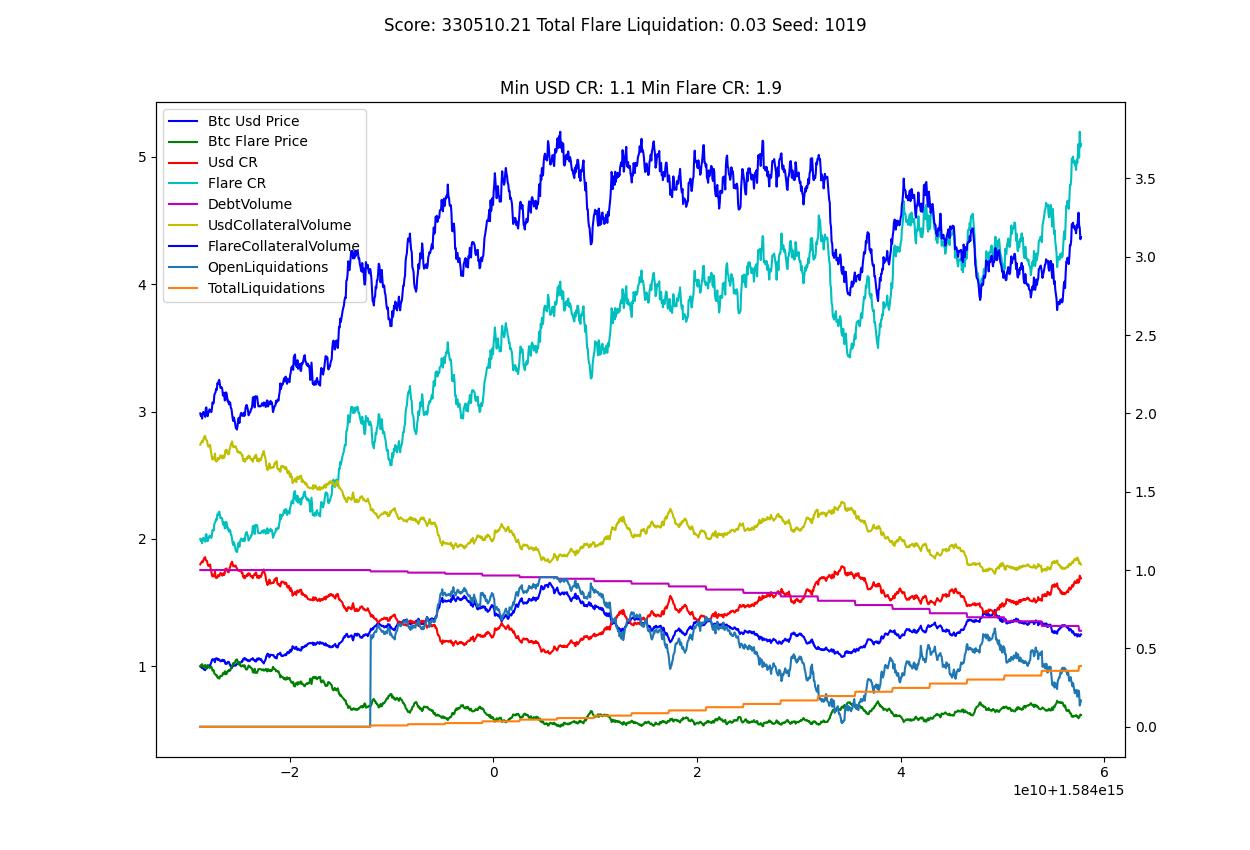 Score: 330510.21 Total Flare Liquidation: 0.03 Seed: 1019
Min USD CR: 1.1 Min Flare CR: 1.9
Btc Usd Price
Btc Flare Price
Usd CR
Flare CR
DebtVolume
UsdCollateralVolume
FlareCollateralVolume
OpenLiquidations
TotalLiquidations
5
4
3
2
1
3.5
3.0
2.5
2.0
1.5
1.0
0.5
0.0
−2 0 2 4 6
1e10+1.584e15